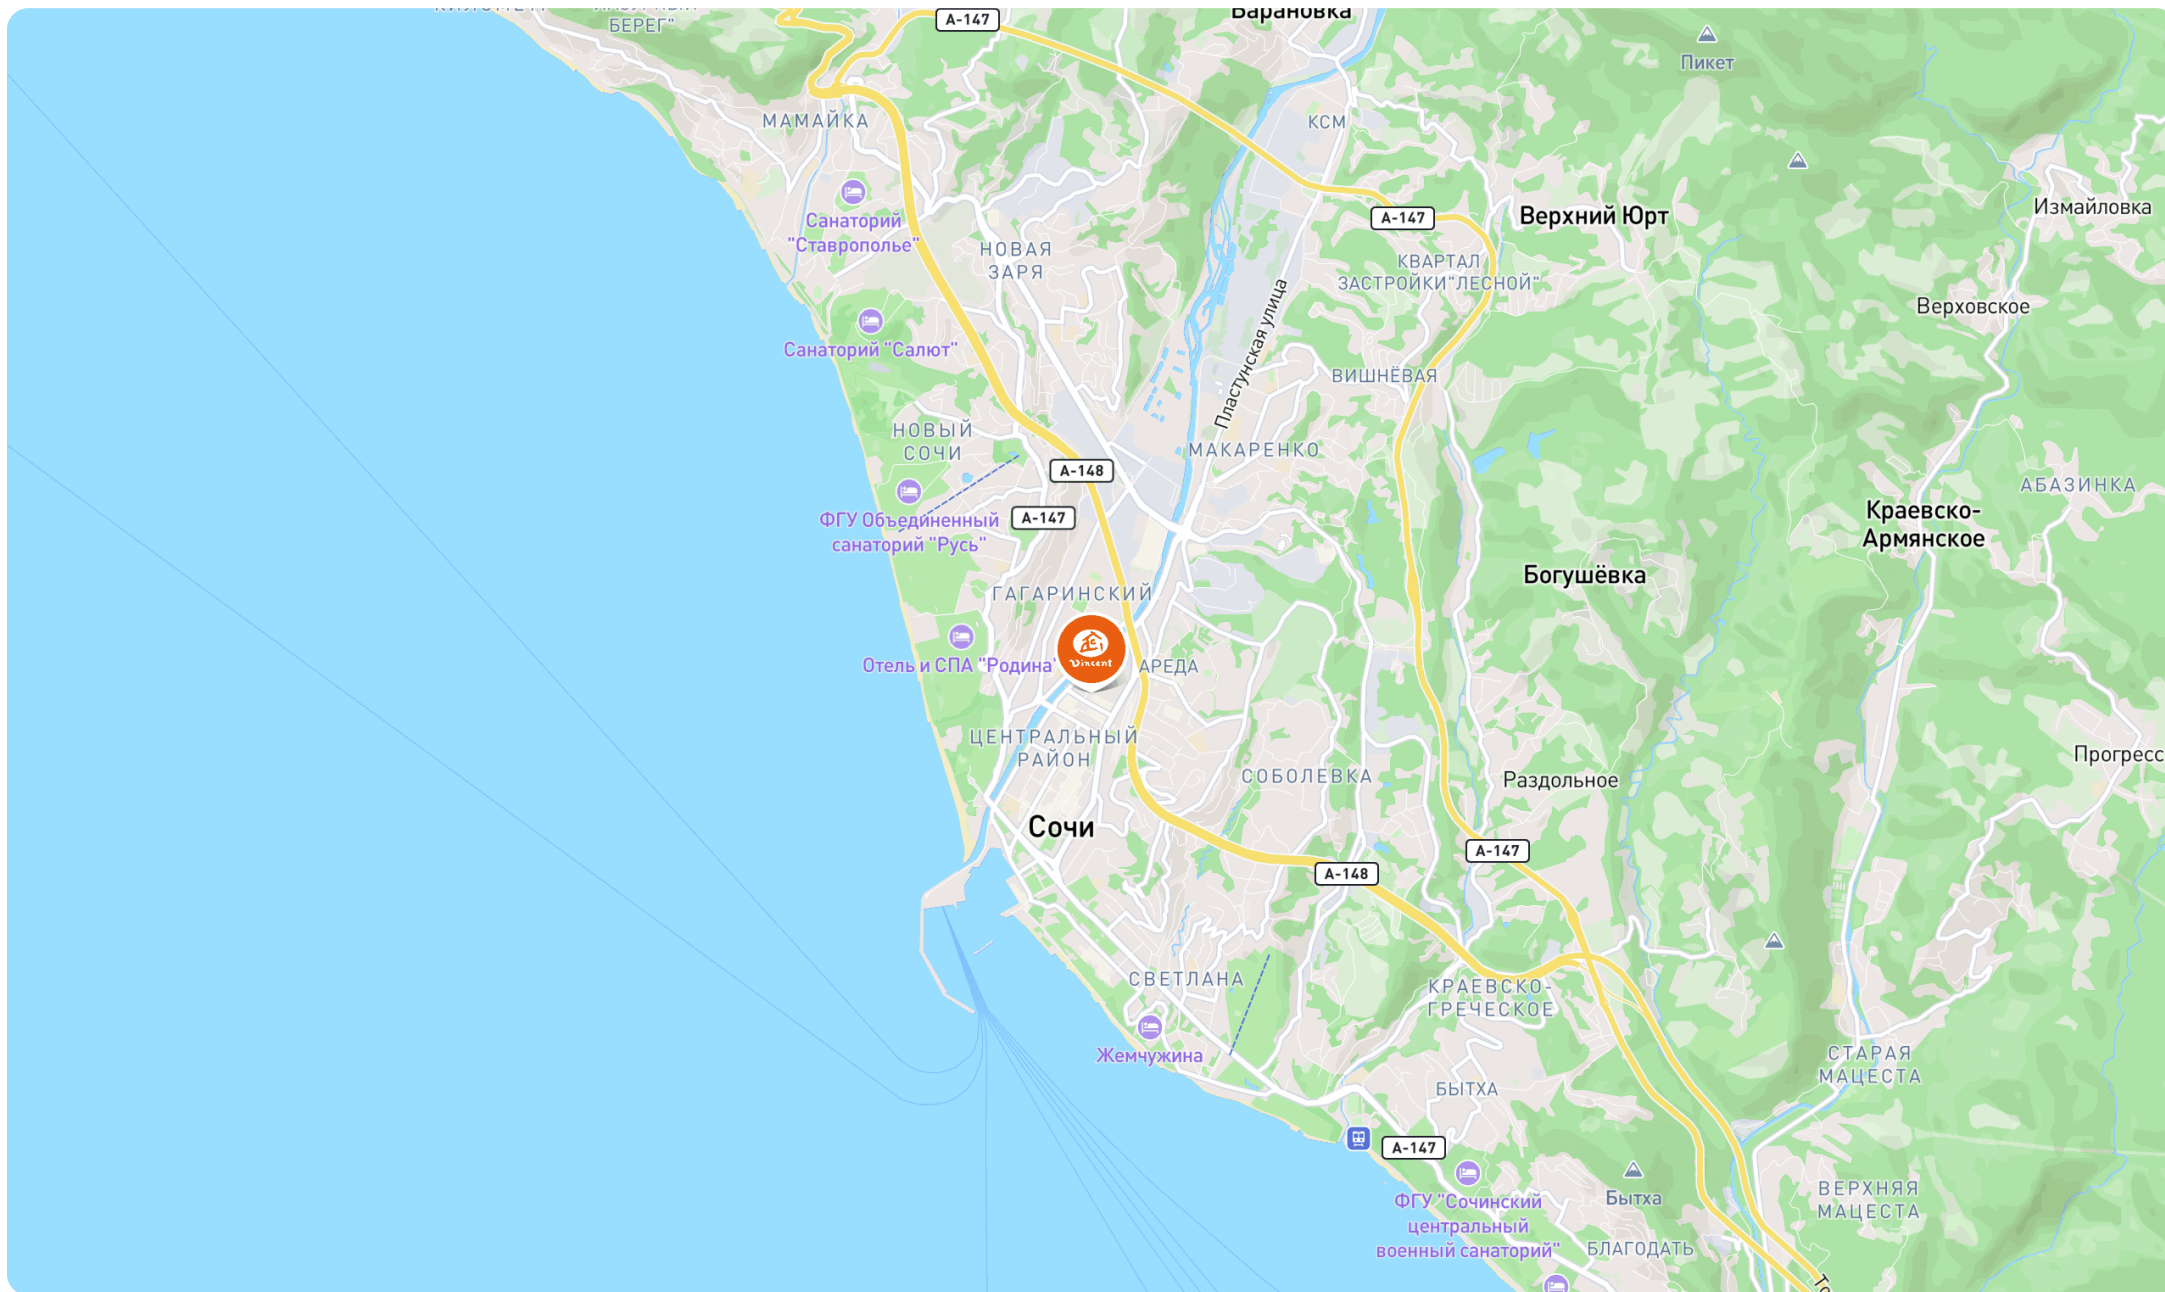 БЕРЕГ"
А-147
Барановка
Пикет
МАМАЙКА
КСМ
Санаторий
"Ставрополье"
А-147
Верхний Юрт
Измайловка
НОВАЯ
ЗАРЯ
КВАРТАЛ
ЗАСТРОЙКИ"ЛЕСНОЙ"
Верховское
Санаторий "Салют"
Пластунская улица
ВИШНЁВАЯ
НОВЫЙ
СОЧИ
МАКАРЕНКО
А-148
АБАЗИНКА
А-147
ФГУ Объединенный
санаторий "Русь"
Краевско-
Армянское
Богушёвка
ГАГАРИНСКИЙ
Vincent
Отель и СПА "Родина"
АРЕДА
ЦЕНТРАЛЬНЫЙ
РАЙОН
СОБОЛЕВКА
Раздольное
Прогресс
Сочи
А-147
А-148
СВЕТЛАНА
КРАЕВСКО-
ГРЕЧЕСКОЕ
Жемчужина
СТАРАЯ
МАЦЕСТА
БЫТХА
А-147
ФГУ "Сочинский
центральный
военный санаторий"
Бытха
ВЕРХНЯЯ
МАЦЕСТА
БЛАГОДАТЬ